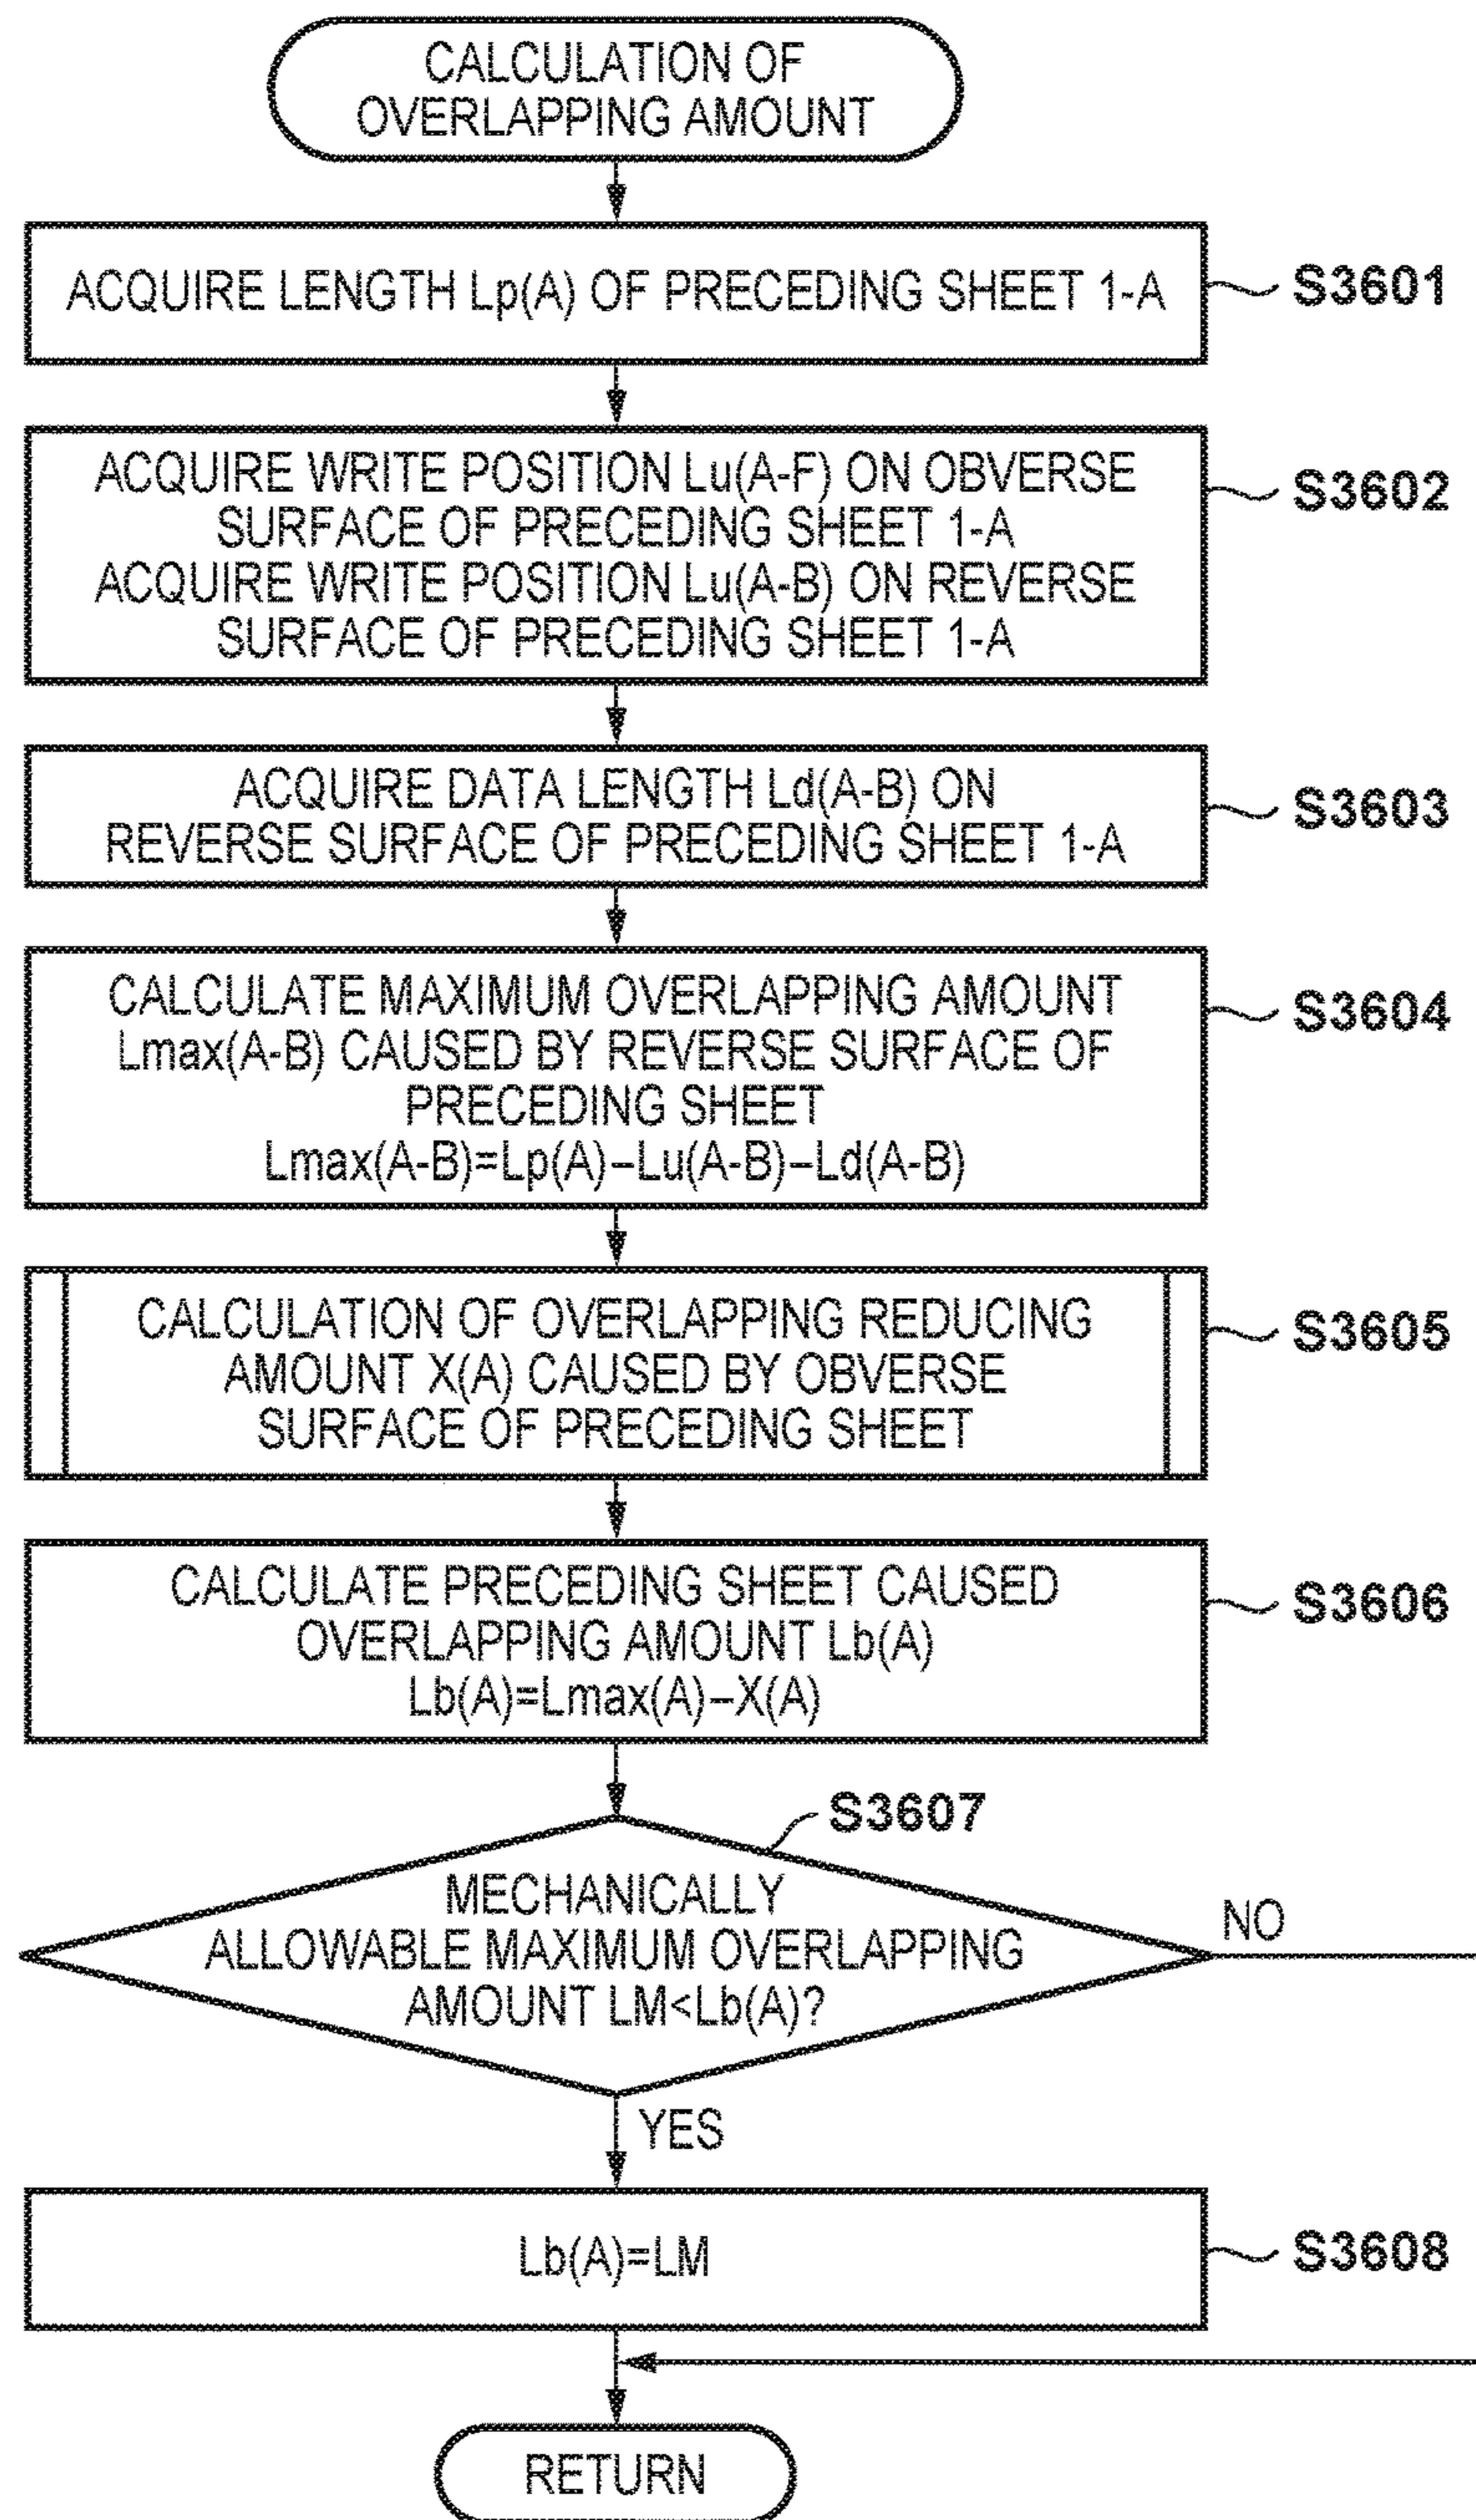 CALCULATION OF
OVERLAPPING AMOUNT
ACQUIRE LENGTH Lp(A) OF PRECEDING SHEET 1-A
S3601
ACQUIRE WRITE POSITION Lu(A-F) ON OBVERSE
SURFACE OF PRECEDING SHEET 1-A
ACQUIRE WRITE POSITION Lu(A-B) ON REVERSE
SURFACE OF PRECEDING SHEET 1-A
S3602
ACQUIRE DATA LENGTH Ld(A-B) ON
REVERSE SURFACE OF PRECEDING SHEET 1-A
S3603
CALCULATE MAXIMUM OVERLAPPING AMOUNT
Lmax(A-B) CAUSED BY REVERSE SURFACE OF
PRECEDING SHEET
Lmax(A-B)=Lp(A)–Lu(A-B)–Ld(A-B)
S3604
CALCULATION OF OVERLAPPING REDUCING
AMOUNT X(A) CAUSED BY OBVERSE
SURFACE OF PRECEDING SHEET
S3605
CALCULATE PRECEDING SHEET CAUSED
OVERLAPPING AMOUNT Lb(A)
Lb(A)=Lmax(A)–X(A)
S3606
S3607
MECHANICALLY
ALLOWABLE MAXIMUM OVERLAPPING
AMOUNT LM<Lb(A)?
NO
YES
Lb(A)=LM
S3608
RETURN